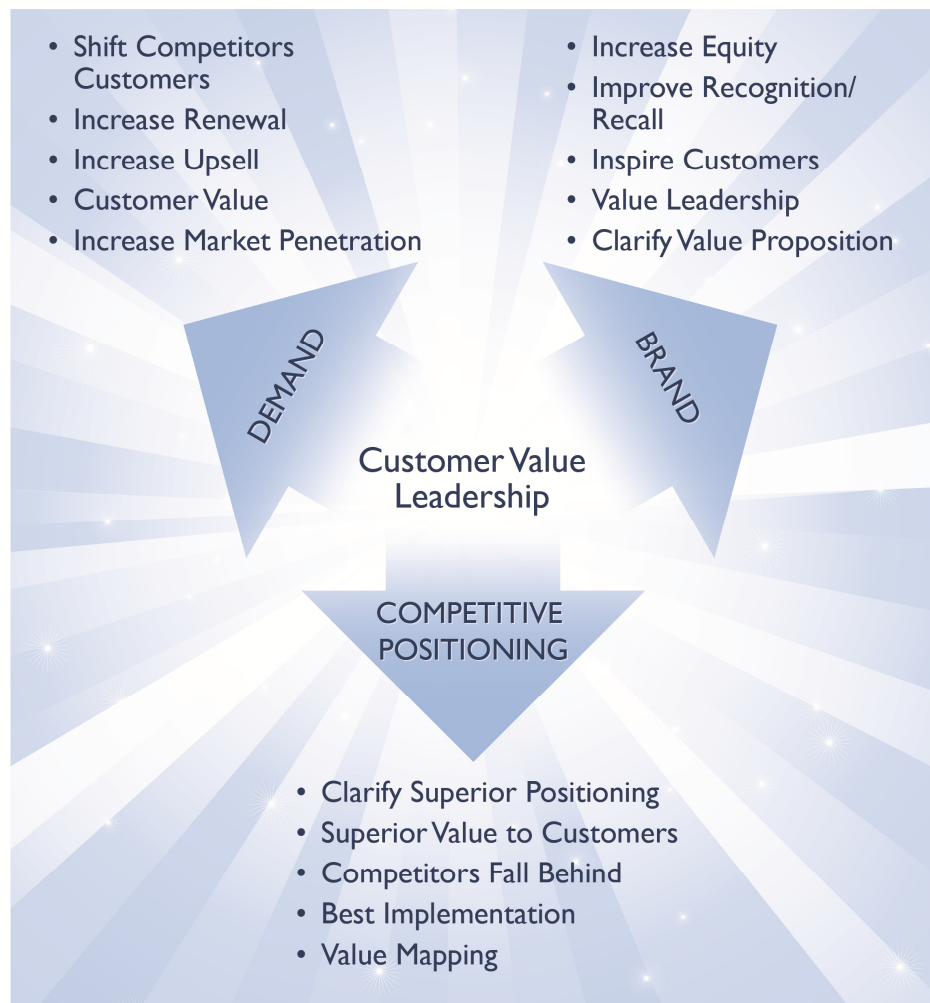 • Shift Competitors
Customers
• Increase Renewal
• Increase Upsell
• Customer Value
• Increase Market Penetration
• Increase Equity
• Improve Recognition/
Recall
• Inspire Customers
• Value Leadership
• Clarify Value Proposition
DEMAND
BRAND
Customer Value
Leadership
COMPETITIVE
POSITIONING
• Clarify Superior Positioning
• Superior Value to Customers
• Competitors Fall Behind
• Best Implementation
• Value Mapping